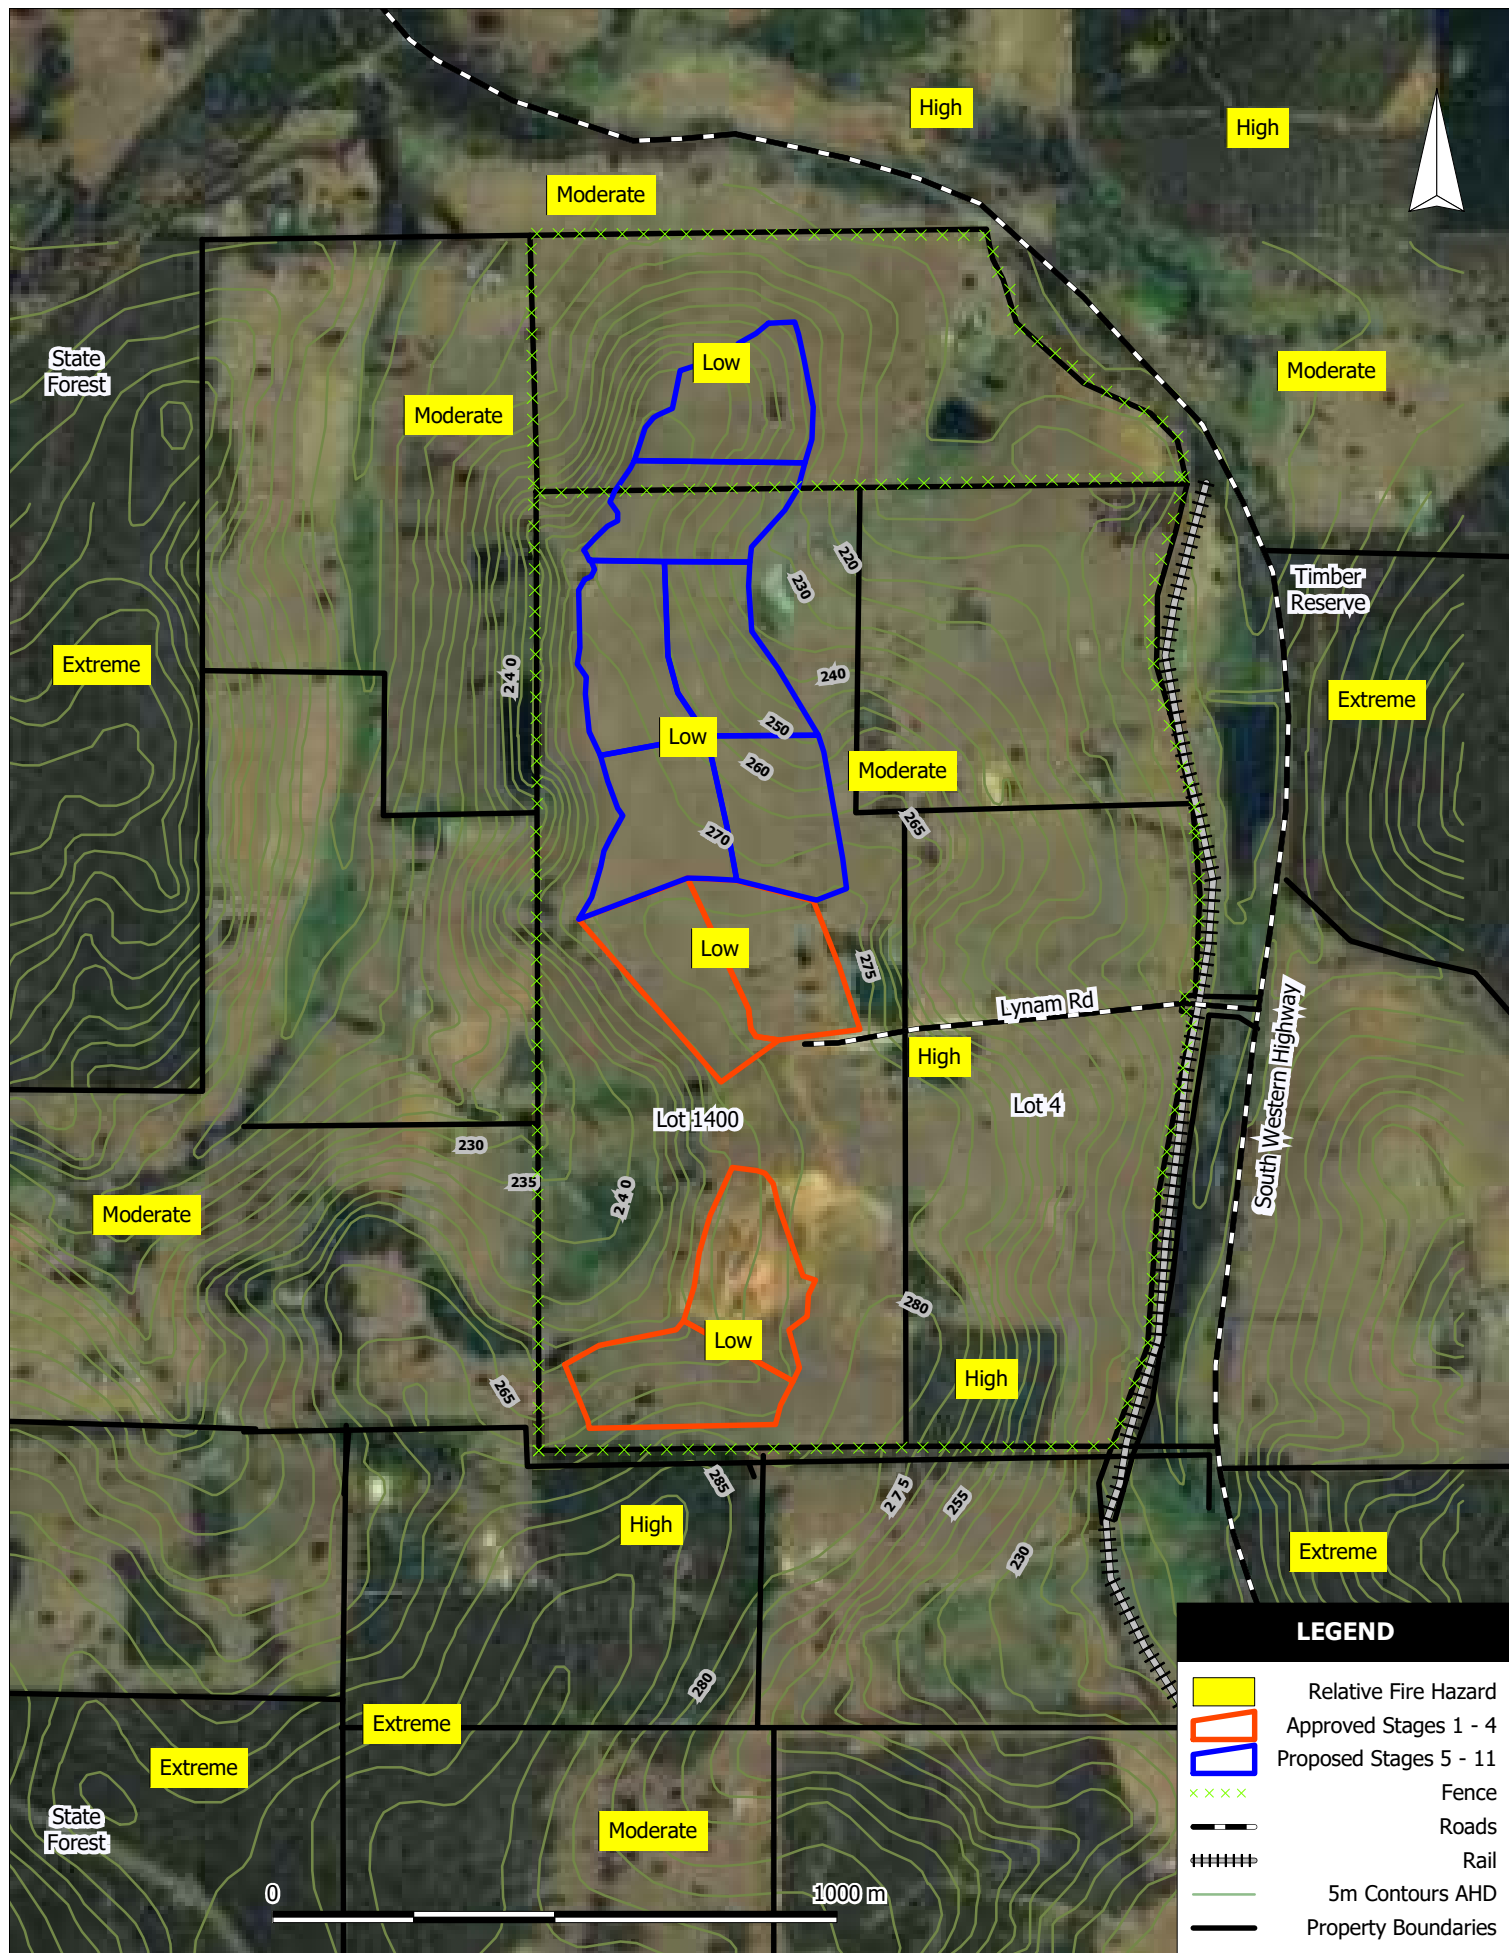 High
High
Moderate
State
Forest
Low
Moderate
Moderate
220
230
Timber
Reserve
Extreme
240
240
Extreme
250
Low
260
Moderate
270
265
Low
275
Lynam Rd
South Western Highway
High
Lot 4
Lot 1400
230
235
240
Moderate
280
Low
High
265
285
275
255
High
230
Extreme
280
Extreme
Extreme
State
Forest
Moderate
0
1000 m
LEGEND
Relative Fire Hazard
Approved Stages 1 - 4
Proposed Stages 5 - 11
Fence
Roads
Rail
5m Contours AHD
Property Boundaries